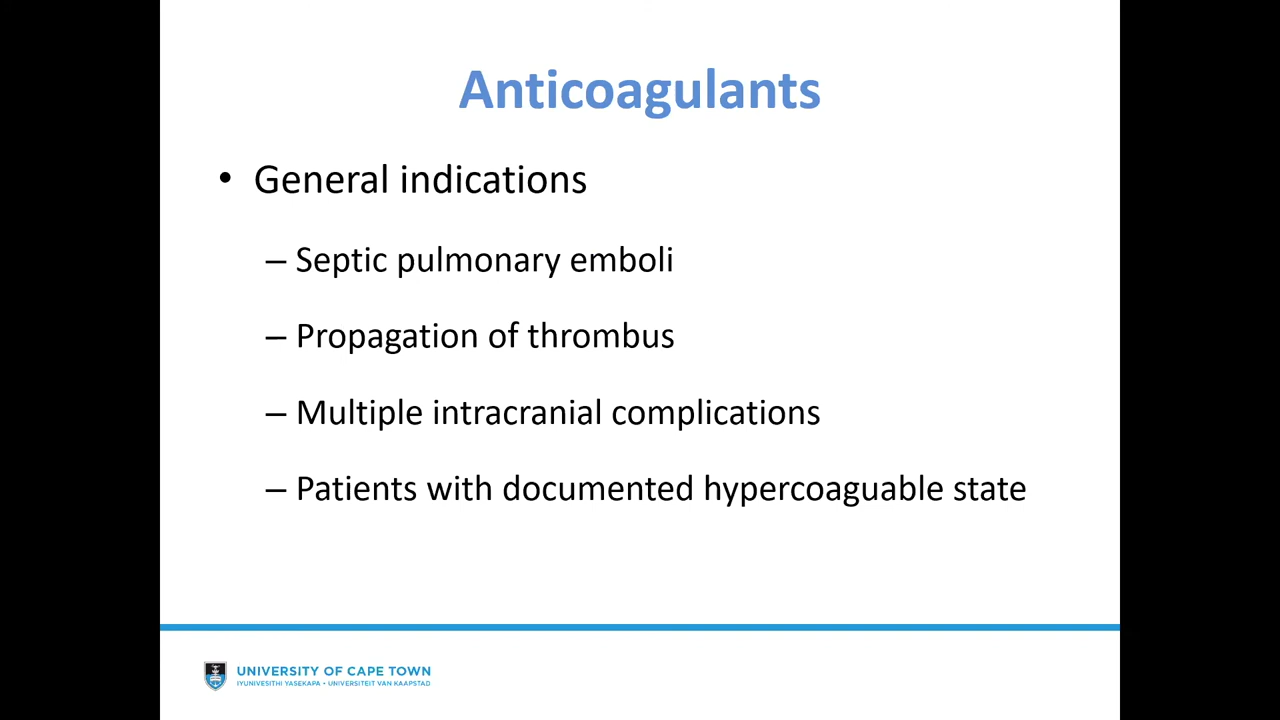 Anticoagulants
• General indications
– Septic pulmonary emboli
– Propagation of thrombus
– Multiple intracranial complications
– Patients with documented hypercoaguable state
UNIVERSITY OF CAPE TOWN
IYUNIVESITHI YASEKAPA • UNIVERSITEIT VAN KAAPSTAD